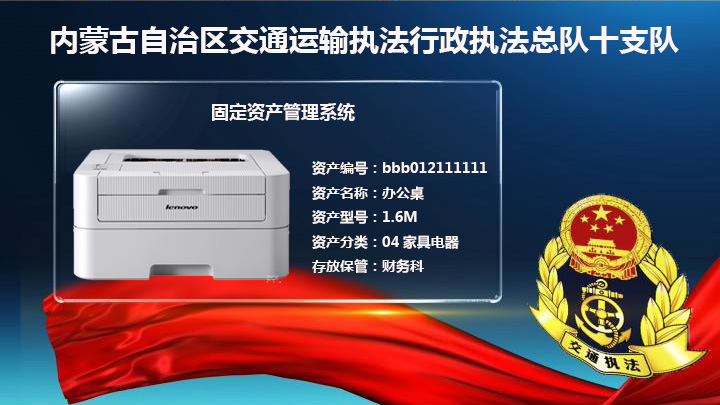 内蒙古自治区交通运输执法行政执法总队十支队
固定资产管理系统
lenovo
资产编号：bbb012111111
资产名称：办公桌
资产型号：1.6M
资产分类：04 家具电器
存放保管：财务科
交通执法